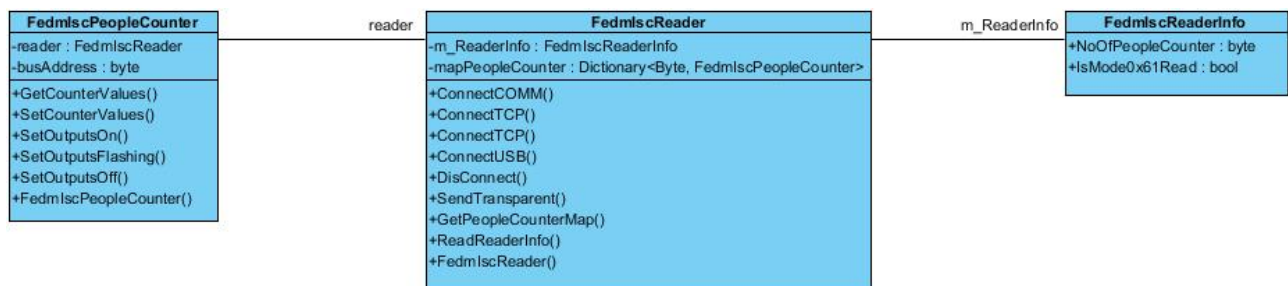 FedmIscPeopleCounter
-reader : FedmIscReader
-busAddress : byte
+GetCounterValues()
+SetCounterValues()
+SetOutputsOn()
+SetOutputsFlashing()
+SetOutputsOff()
+FedmIscPeopleCounter()
reader
FedmIscReader
-m_ReaderInfo : FedmIscReaderInfo
-mapPeopleCounter : Dictionary<Byte, FedmIscPeopleCounter>
+ConnectCOMM()
+ConnectTCP()
+ConnectTCP()
+ConnectUSB()
+DisConnect()
+SendTransparent()
+GetPeopleCounterMap()
+ReadReaderInfo()
+FedmIscReader()
m_ReaderInfo
FedmIscReaderInfo
+NoOfPeopleCounter : byte
+IsMode0x61Read : bool